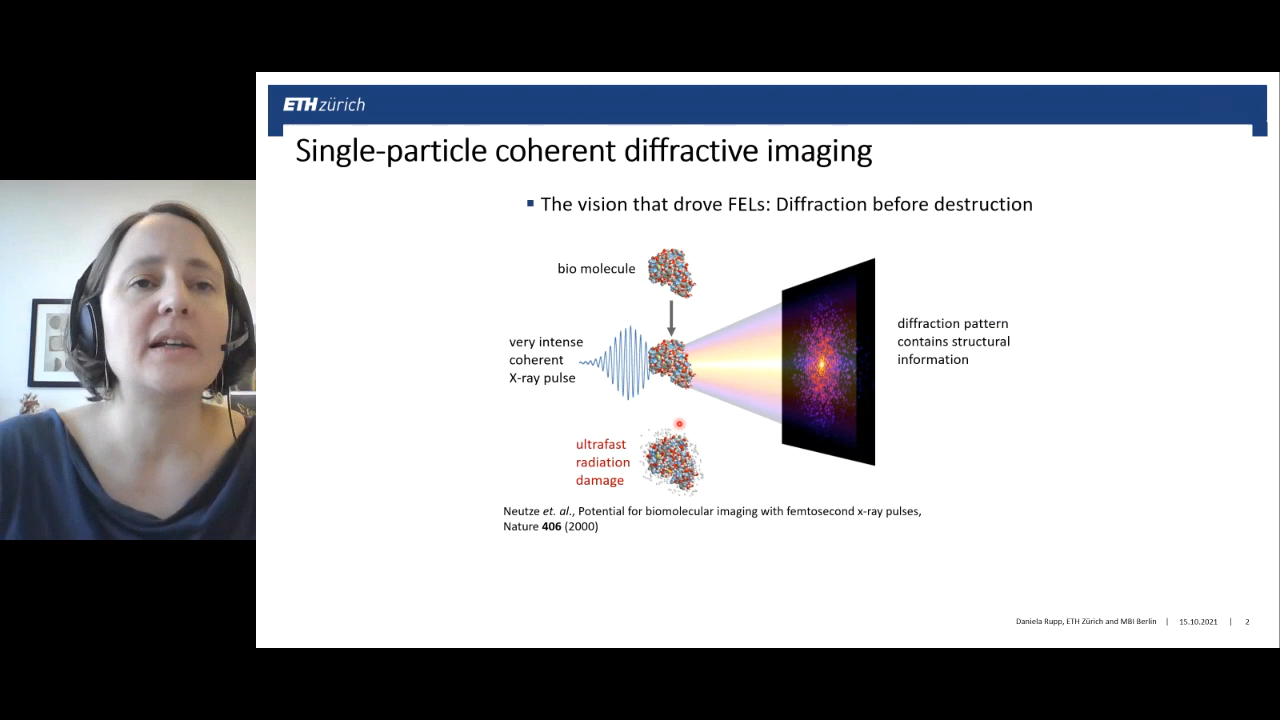 ETH zürich
Single-particle coherent diffractive imaging
▪ The vision that drove FELs: Diffraction before destruction
bio molecule
very intense
coherent
X-ray pulse
diffraction pattern
contains structural
information
ultrafast
radiation
damage
Neutze et. al., Potential for biomolecular imaging with femtosecond x-ray pulses,
Nature 406 (2000)
Daniela Rupp, ETH Zürich and MBI Berlin | 15.10.2021 | 2